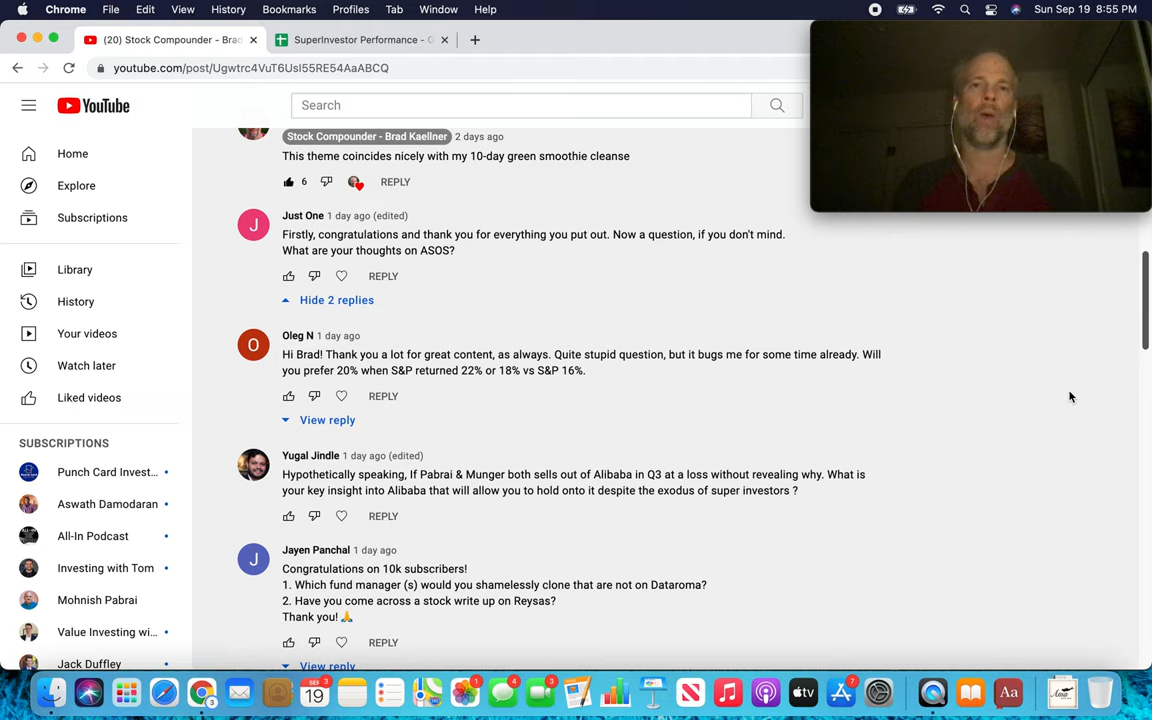 Chrome File Edit View History Bookmarks Profiles Tab Window Help
Sun Sep 19 8:55 PM
(20) Stock Compounder - Brad
SuperInvestor Performance - G
youtube.com/post/Ugwtrc4VuT6UsI55RE54AaABCQ
YouTube
Search
Home
Explore
Subscriptions
Library
History
Your videos
Watch later
Liked videos
SUBSCRIPTIONS
Punch Card Invest...
Aswath Damodaran
All-In Podcast
Investing with Tom
Mohnish Pabrai
Value Investing wi...
Jack Duffley
Stock Compounder - Brad Kaellner 2 days ago
This theme coincides nicely with my 10-day green smoothie cleanse
6 REPLY
J
Just One 1 day ago (edited)
Firstly, congratulations and thank you for everything you put out. Now a question, if you don't mind.
What are your thoughts on ASOS?
REPLY
Hide 2 replies
O
Oleg N 1 day ago
Hi Brad! Thank you a lot for great content, as always. Quite stupid question, but it bugs me for some time already. Will
you prefer 20% when S&P returned 22% or 18% vs S&P 16%.
REPLY
View reply
Yugal Jindle 1 day ago (edited)
Hypothetically speaking, If Pabrai & Munger both sells out of Alibaba in Q3 at a loss without revealing why. What is
your key insight into Alibaba that will allow you to hold onto it despite the exodus of super investors ?
REPLY
J
Jayen Panchal 1 day ago
Congratulations on 10k subscribers!
1. Which fund manager (s) would you shamelessly clone that are not on Dataroma?
2. Have you come across a stock write up on Reysas?
Thank you!
REPLY
View reply
3
SEP
19
3
1
4
3
tv
7
Aa